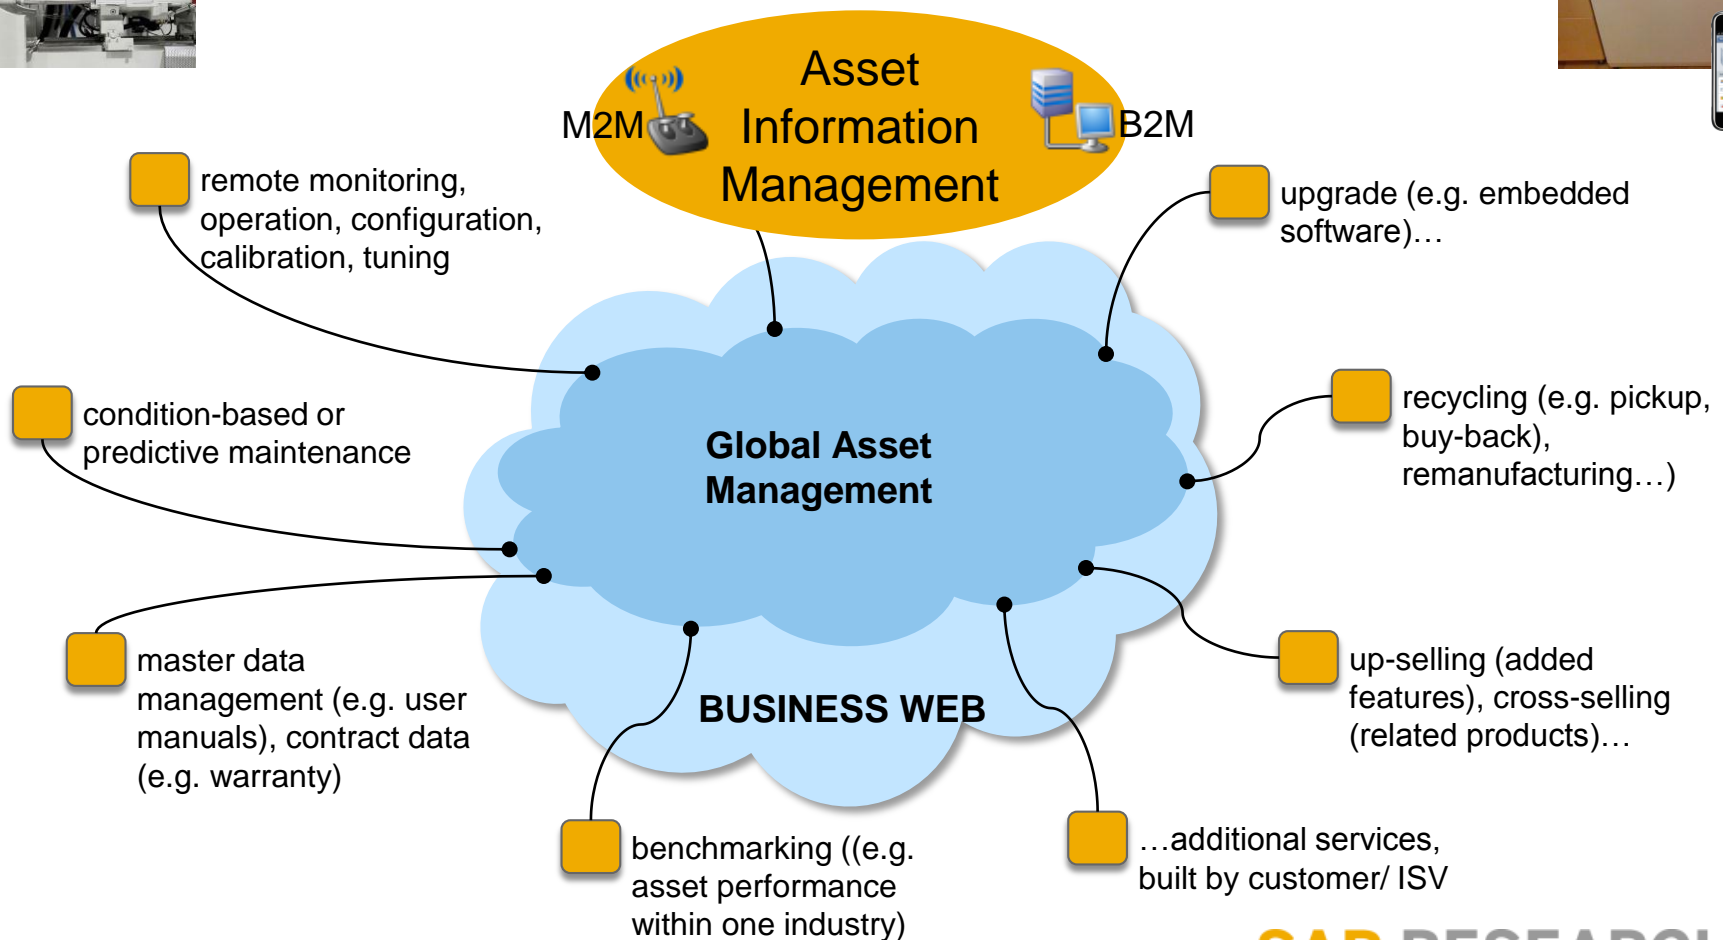 Asset
Information
Management
M2M
B2M
remote monitoring,
operation, configuration,
calibration, tuning
upgrade (e.g. embedded
software)…
condition-based or
predictive maintenance
recycling (e.g. pickup,
buy-back),
remanufacturing…)
Global Asset
Management
master data
management (e.g. user
manuals), contract data
(e.g. warranty)
up-selling (added
features), cross-selling
(related products)…
BUSINESS WEB
benchmarking ((e.g.
asset performance
within one industry)
…additional services,
built by customer/ ISV
SAP RESEARCH